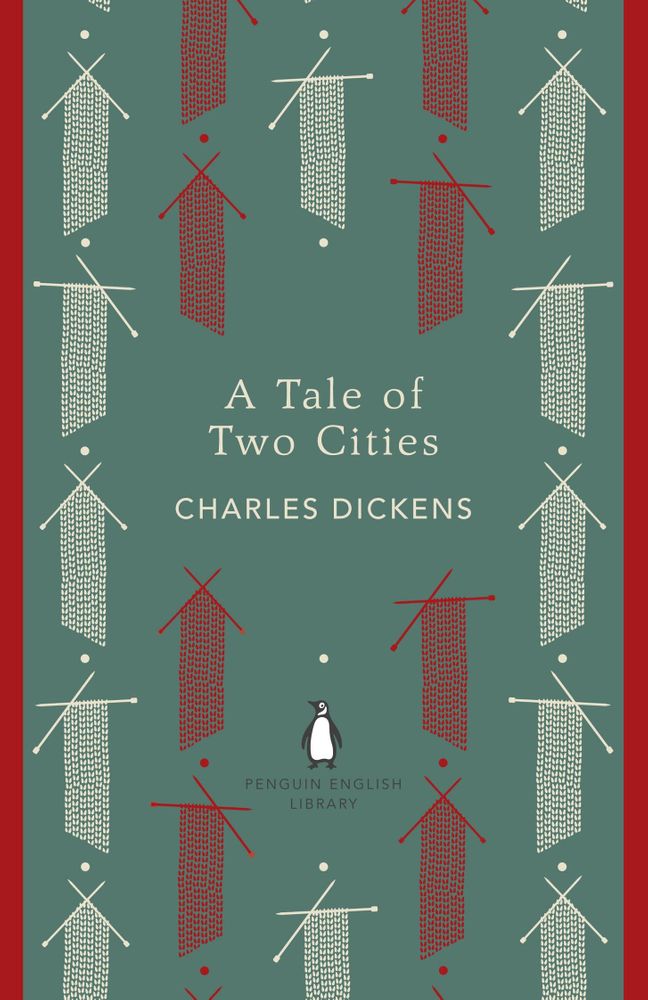 A Tale of
Two Cities
CHARLES DICKENS
PENGUIN ENGLISH
LIBRARY